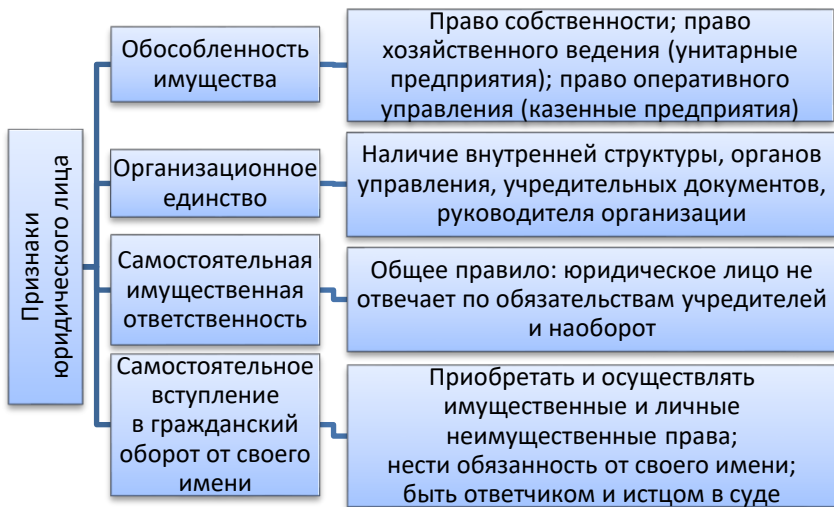 Признаки
юридического лица
Обособленность
имущества
Право собственности; право
хозяйственного ведения (унитарные
предприятия); право оперативного
управления (казенные предприятия)
Организационное
единство
Наличие внутренней структуры, органов
управления, учредительных документов,
руководителя организации
Самостоятельная
имущественная
ответственность
Общее правило: юридическое лицо не
отвечает по обязательствам учредителей
и наоборот
Самостоятельное
вступление
в гражданский
оборот от своего
имени
Приобретать и осуществлять
имущественные и личные
неимущественные права;
нести обязанность от своего имени;
быть ответчиком и истцом в суде